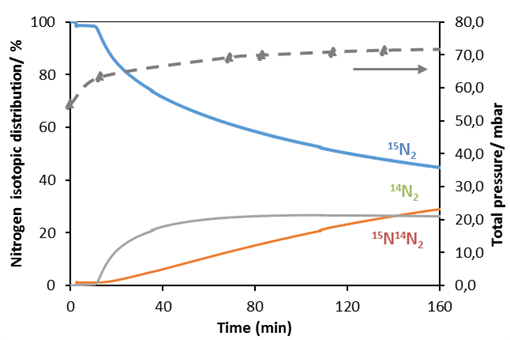 Nitrogen isotopic distribution/ %
100
80
60
40
20
0
80,0
70,0
60,0
50,0
40,0
30,0
20,0
10,0
0,0
Total pressure/ mbar
¹⁵N₂
¹⁴N₂
¹⁵N¹⁴N₂
0 40 80 120 160
Time (min)